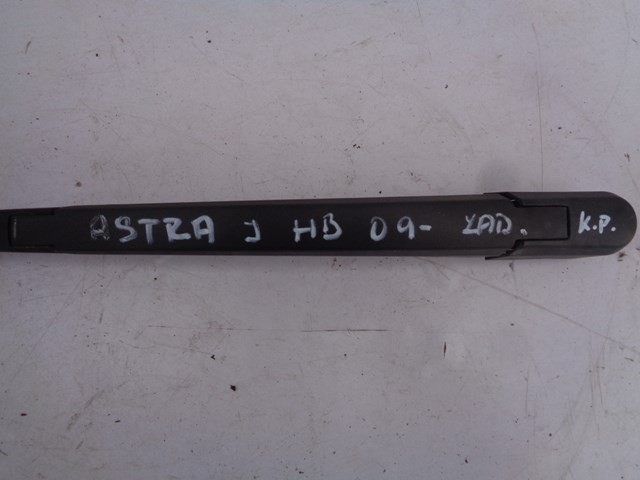 ASTRA J HB 09- ZAD. K.P.